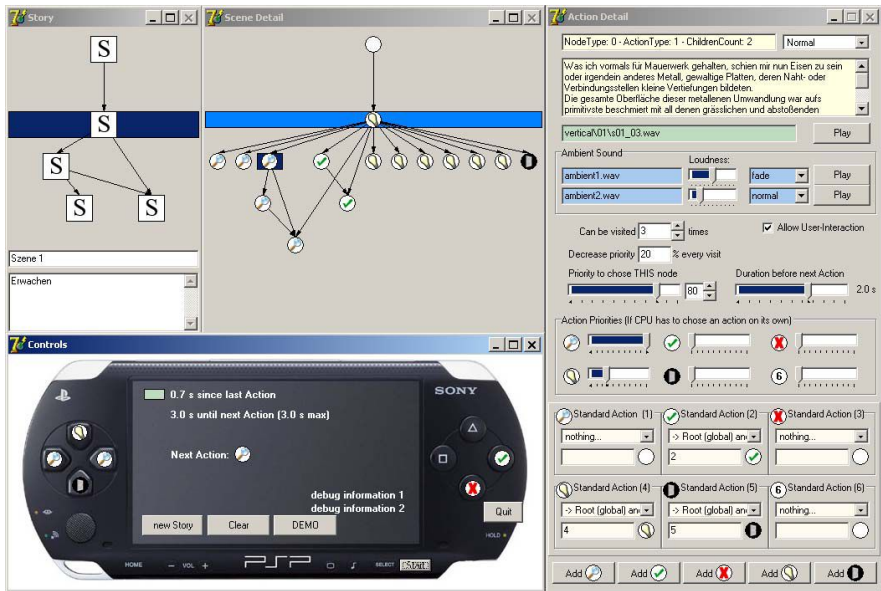 Story
S
S
S
S
S
Szene 1
Erwachen
Scene Detail
Action Detail
NodeType: 0 - ActionType: 1 - ChildrenCount: 2
Normal
Was ich vormals für Mauerwerk gehalten, schien mir nun Eisen zu sein
oder irgendein anderes Metall, gewaltige Platten, deren Naht- oder
Verbindungsstellen kleine Vertiefungen bildeten.
Die gesamte Oberfläche dieser metallenen Umwandlung war aufs
primitivste beschmiert mit all denen grässlichen und abstoßenden
vertical\01\s01_03.wav
Play
Ambient Sound
Loudness:
ambient1.wav
fade
Play
ambient2.wav
normal
Play
Can be visited 3 times
Allow User-Interaction
Decrease priority 20 % every visit
Priority to chose THIS node
Duration before next Action
80
2.0 s
Action Priorities (If CPU has to chose an action on its own)
6
Standard Action (1)
Standard Action (2)
Standard Action (3)
nothing...
-> Root (global) an
nothing...
2
Standard Action (4)
Standard Action (5)
6 Standard Action (6)
-> Root (global) an
-> Root (global) an
nothing...
4
5
Add
Add
Add
Add
Add
Controls
0.7 s since last Action
3.0 s until next Action (3.0 s max)
Next Action:
debug information 1
debug information 2
new Story
Clear
DEMO
SONY
Quit
HOLD
HOME
- VOL +
PSP
SELECT
START